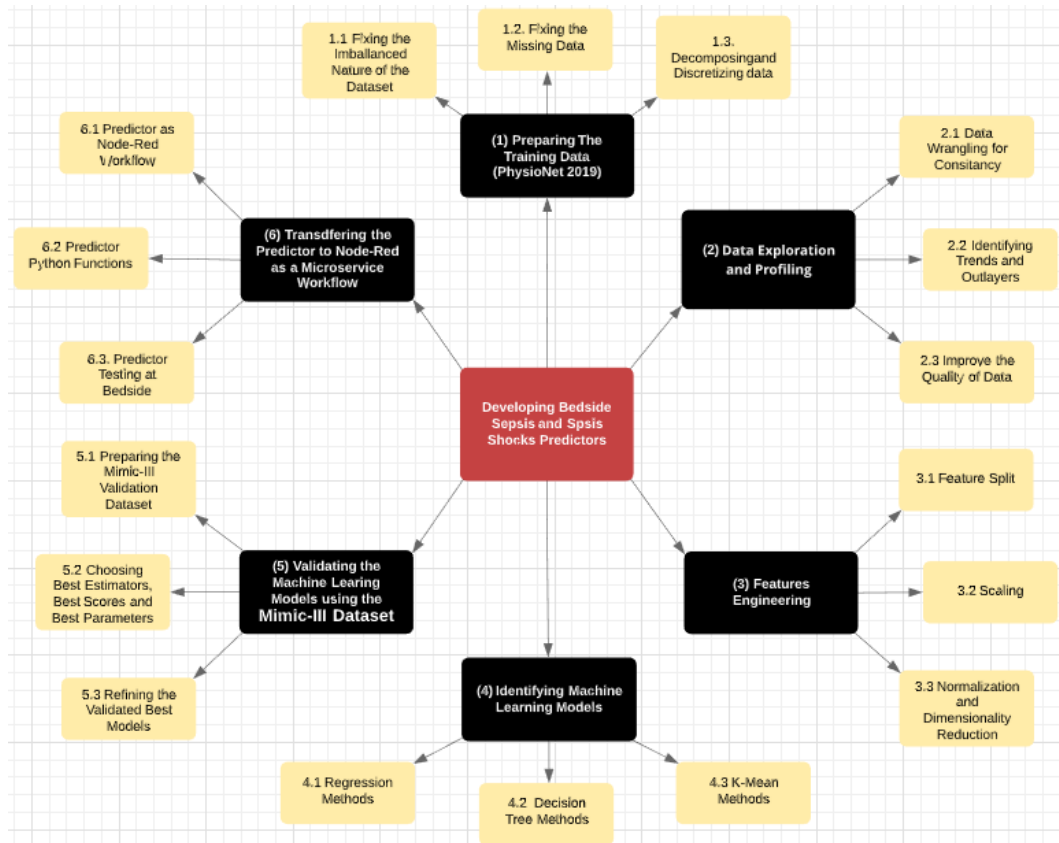 1.1 Fixing the
Imballanced
Nature of the
Dataset
1.2. Fixing the
Missing Data
1.3.
Decomposingand
Discretizing data
(1) Preparing The
Training Data
(PhysioNet 2019)
2.1 Data
Wrangling for
Consitancy
2.2 Identifying
Trends and
Outlayers
2.3 Improve the
Quality of Data
(2) Data Exploration
and Profiling
6.1 Predictor as
Node-Red
Workflow
6.2 Predictor
Python Functions
6.3. Predictor
Testing at
Bedside
(6) Transdfering the
Predictor to Node-Red
as a Microservice
Workflow
Developing Bedside
Sepsis and Spsis
Shocks Predictors
5.1 Preparing the
Mimic-III
Validation
Dataset
5.2 Choosing
Best Estimators,
Best Scores and
Best Parameters
5.3 Refining the
Validated Best
Models
(5) Validating the
Machine Learing
Models using the
Mimic-III Dataset
3.1 Feature Split
3.2 Scaling
3.3 Normalization
and
Dimensionality
Reduction
(3) Features
Engineering
(4) Identifying Machine
Learning Models
4.1 Regression
Methods
4.2 Decision
Tree Methods
4.3 K-Mean
Methods